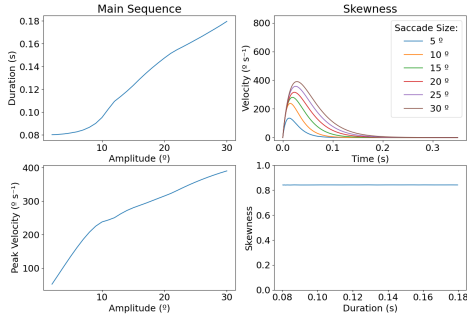 Main Sequence
Duration (s)
0.18
0.16
0.14
0.12
0.10
0.08
10
20
30
Amplitude (º)
Skewness
Velocity (º s⁻¹)
800
600
400
200
0
0.0
0.1
0.2
0.3
Time (s)
Saccade Size:
5 º
10 º
15 º
20 º
25 º
30 º
Peak Velocity (º s⁻¹)
400
300
200
100
10
20
30
Amplitude (º)
Skewness
1.0
0.8
0.6
0.4
0.2
0.0
0.08
0.10
0.12
0.14
0.16
0.18
Duration (s)